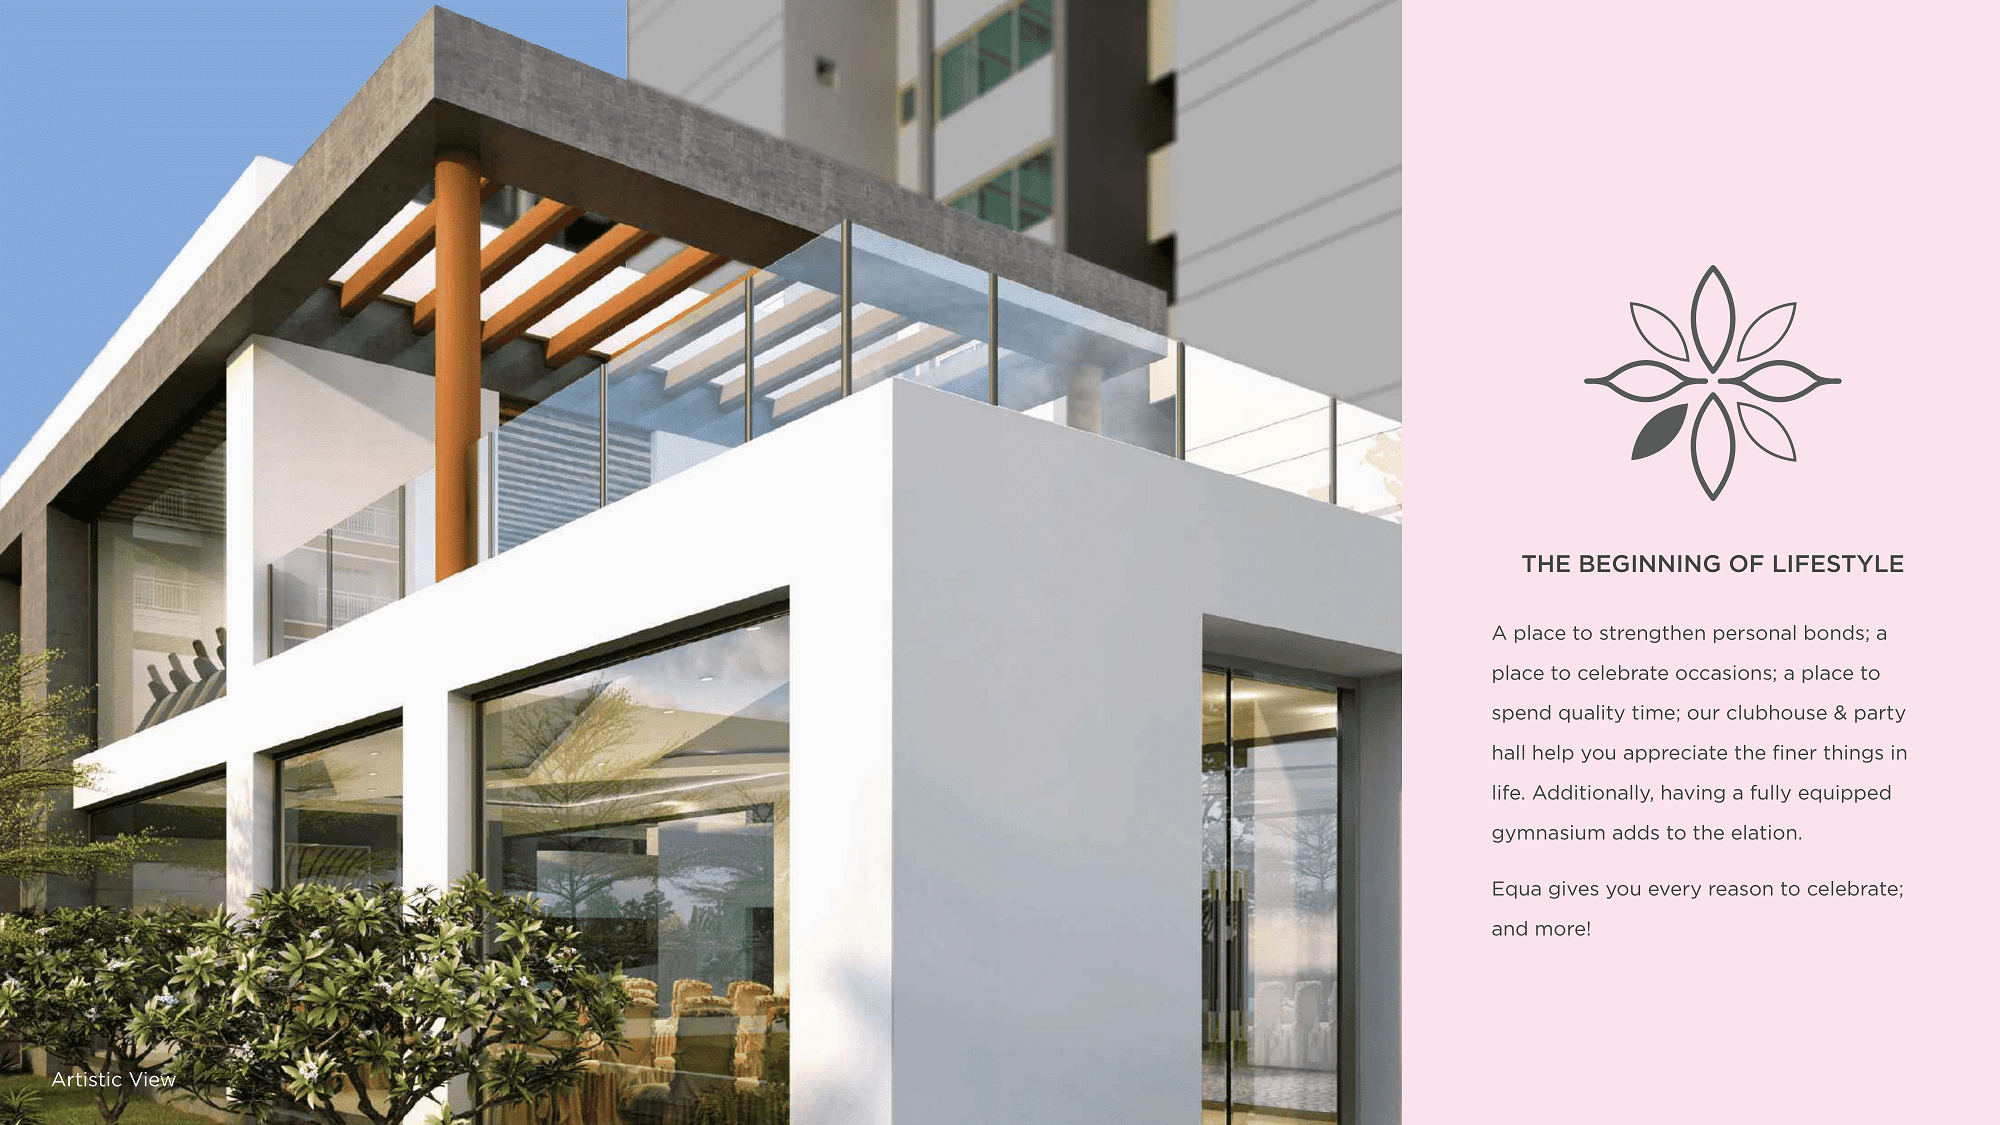 THE BEGINNING OF LIFESTYLE
A place to strengthen personal bonds; a
place to celebrate occasions; a place to
spend quality time; our clubhouse & party
hall help you appreciate the finer things in
life. Additionally, having a fully equipped
gymnasium adds to the elation.
Equa gives you every reason to celebrate;
and more!
Artistic View